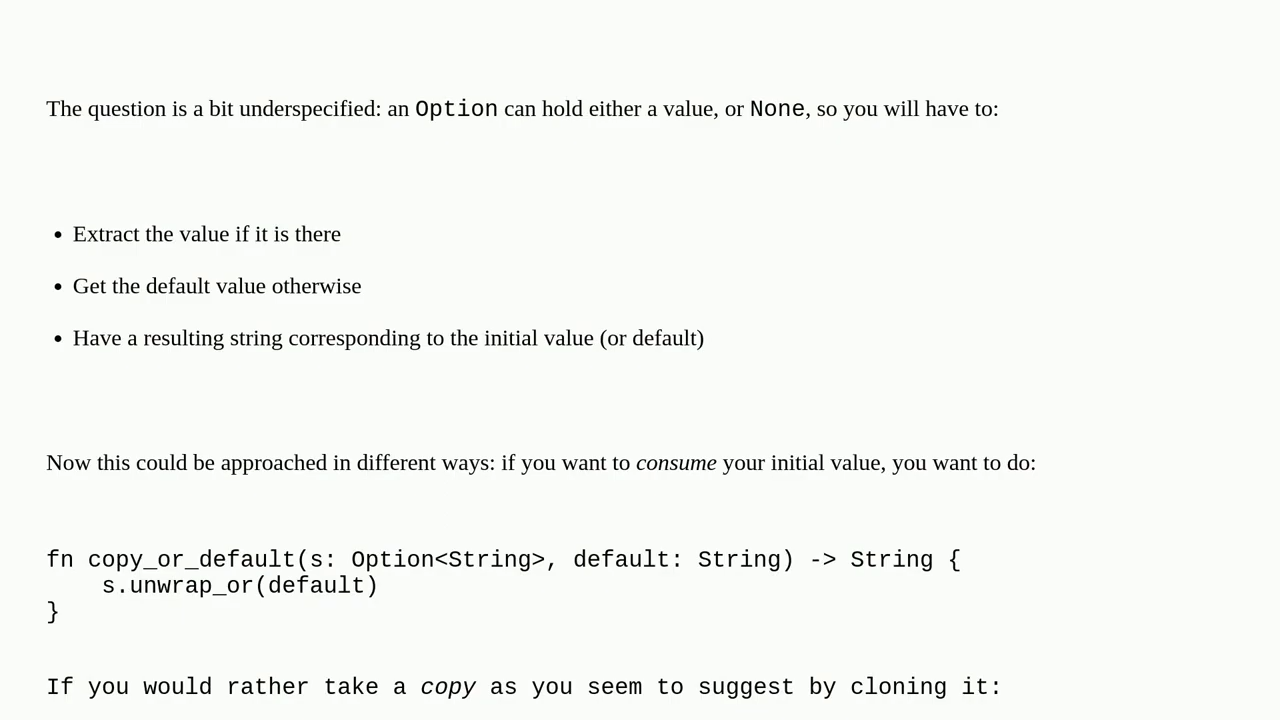 The question is a bit underspecified: an Option can hold either a value, or None, so you will have to:
• Extract the value if it is there
• Get the default value otherwise
• Have a resulting string corresponding to the initial value (or default)
Now this could be approached in different ways: if you want to consume your initial value, you want to do:
fn copy_or_default(s: Option<String>, default: String) -> String {
    s.unwrap_or(default)
}
If you would rather take a copy as you seem to suggest by cloning it: